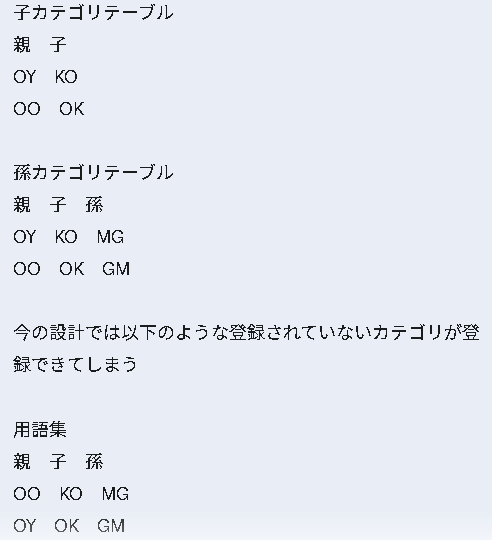 子カテゴリテーブル
親　子
OY　KO
OO　OK
孫カテゴリテーブル
親　子　孫
OY　KO　MG
OO　OK　GM
今の設計では以下のような登録されていないカテゴリが登
録できてしまう
用語集
親　子　孫
OO　KO　MG
OY　OK　GM